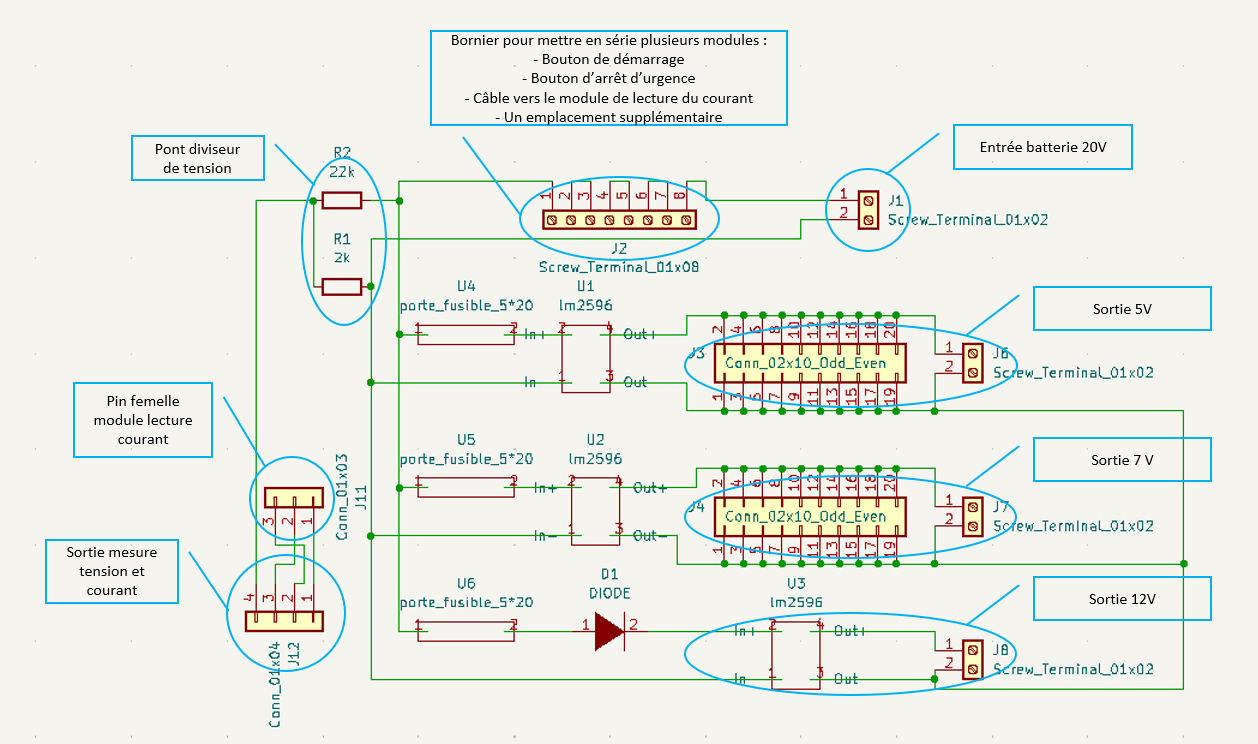 Bornier pour mettre en série plusieurs modules :
- Bouton de démarrage
- Bouton d'arrêt d'urgence
- Câble vers le module de lecture du courant
- Un emplacement supplémentaire
Pont diviseur
de tension
Entrée batterie 20V
R2
22k
1 2 3 4 5 6 7 8
J2
Screw_Terminal_01x08
1
2
J1
Screw_Terminal_01x02
R1
2k
U4
porte_fusible_5*20
1 2
U1
lm2596
In+ 2 4 Out+
In- 1 3 Out-
Sortie 5V
2 4 6 8 10 12 14 16 18 20
J3
Conn_02x10_Odd_Even
1 3 5 7 9 11 13 15 17 19
1
2
J6
Screw_Terminal_01x02
Pin femelle
module lecture
courant
Conn_01x03
J11
3 2 1
U5
porte_fusible_5*20
1 2
U2
lm2596
In+ 2 4 Out+
In- 1 3 Out-
Sortie 7 V
2 4 6 8 10 12 14 16 18 20
J4
Conn_02x10_Odd_Even
1 3 5 7 9 11 13 15 17 19
1
2
J7
Screw_Terminal_01x02
Sortie mesure
tension et
courant
4 3 2 1
J12
Conn_01x04
U6
porte_fusible_5*20
1 2
D1
DIODE
1 2
U3
lm2596
In+ 2 4 Out+
In- 1 3 Out-
Sortie 12V
1
2
J8
Screw_Terminal_01x02